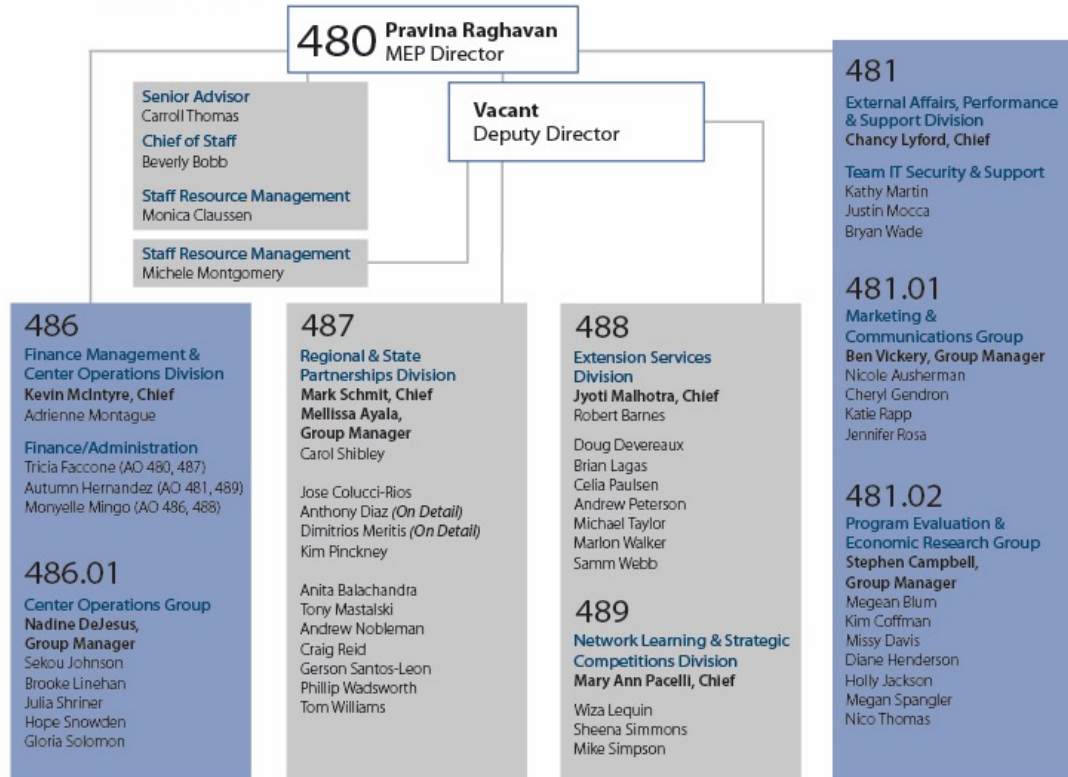 480 Pravina Raghavan
MEP Director
Senior Advisor
Carroll Thomas
Chief of Staff
Beverly Bobb
Staff Resource Management
Monica Claussen
Staff Resource Management
Michele Montgomery
Vacant
Deputy Director
486
Finance Management &
Center Operations Division
Kevin McIntyre, Chief
Adrienne Montague
Finance/Administration
Tricia Faccone (AO 480, 487)
Autumn Hernandez (AO 481, 489)
Monyelle Mingo (AO 486, 488)
486.01
Center Operations Group
Nadine DeJesus,
Group Manager
Sekou Johnson
Brooke Linehan
Julia Shriner
Hope Snowden
Gloria Solomon
487
Regional & State
Partnerships Division
Mark Schmit, Chief
Mellissa Ayala,
Group Manager
Carol Shibley
Jose Colucci-Rios
Anthony Diaz (On Detail)
Dimitrios Meritis (On Detail)
Kim Pinckney
Anita Balachandra
Tony Mastalski
Andrew Nobleman
Craig Reid
Gerson Santos-Leon
Phillip Wadsworth
Tom Williams
488
Extension Services
Division
Jyoti Malhotra, Chief
Robert Barnes
Doug Devereaux
Brian Lagas
Celia Paulsen
Andrew Peterson
Michael Taylor
Marlon Walker
Samm Webb
489
Network Learning & Strategic
Competitions Division
Mary Ann Pacelli, Chief
Wiza Lequin
Sheena Simmons
Mike Simpson
481
External Affairs, Performance
& Support Division
Chancy Lyford, Chief
Team IT Security & Support
Kathy Martin
Justin Mocca
Bryan Wade
481.01
Marketing &
Communications Group
Ben Vickery, Group Manager
Nicole Ausherman
Cheryl Gendron
Katie Rapp
Jennifer Rosa
481.02
Program Evaluation &
Economic Research Group
Stephen Campbell,
Group Manager
Megean Blum
Kim Coffman
Missy Davis
Diane Henderson
Holly Jackson
Megan Spangler
Nico Thomas